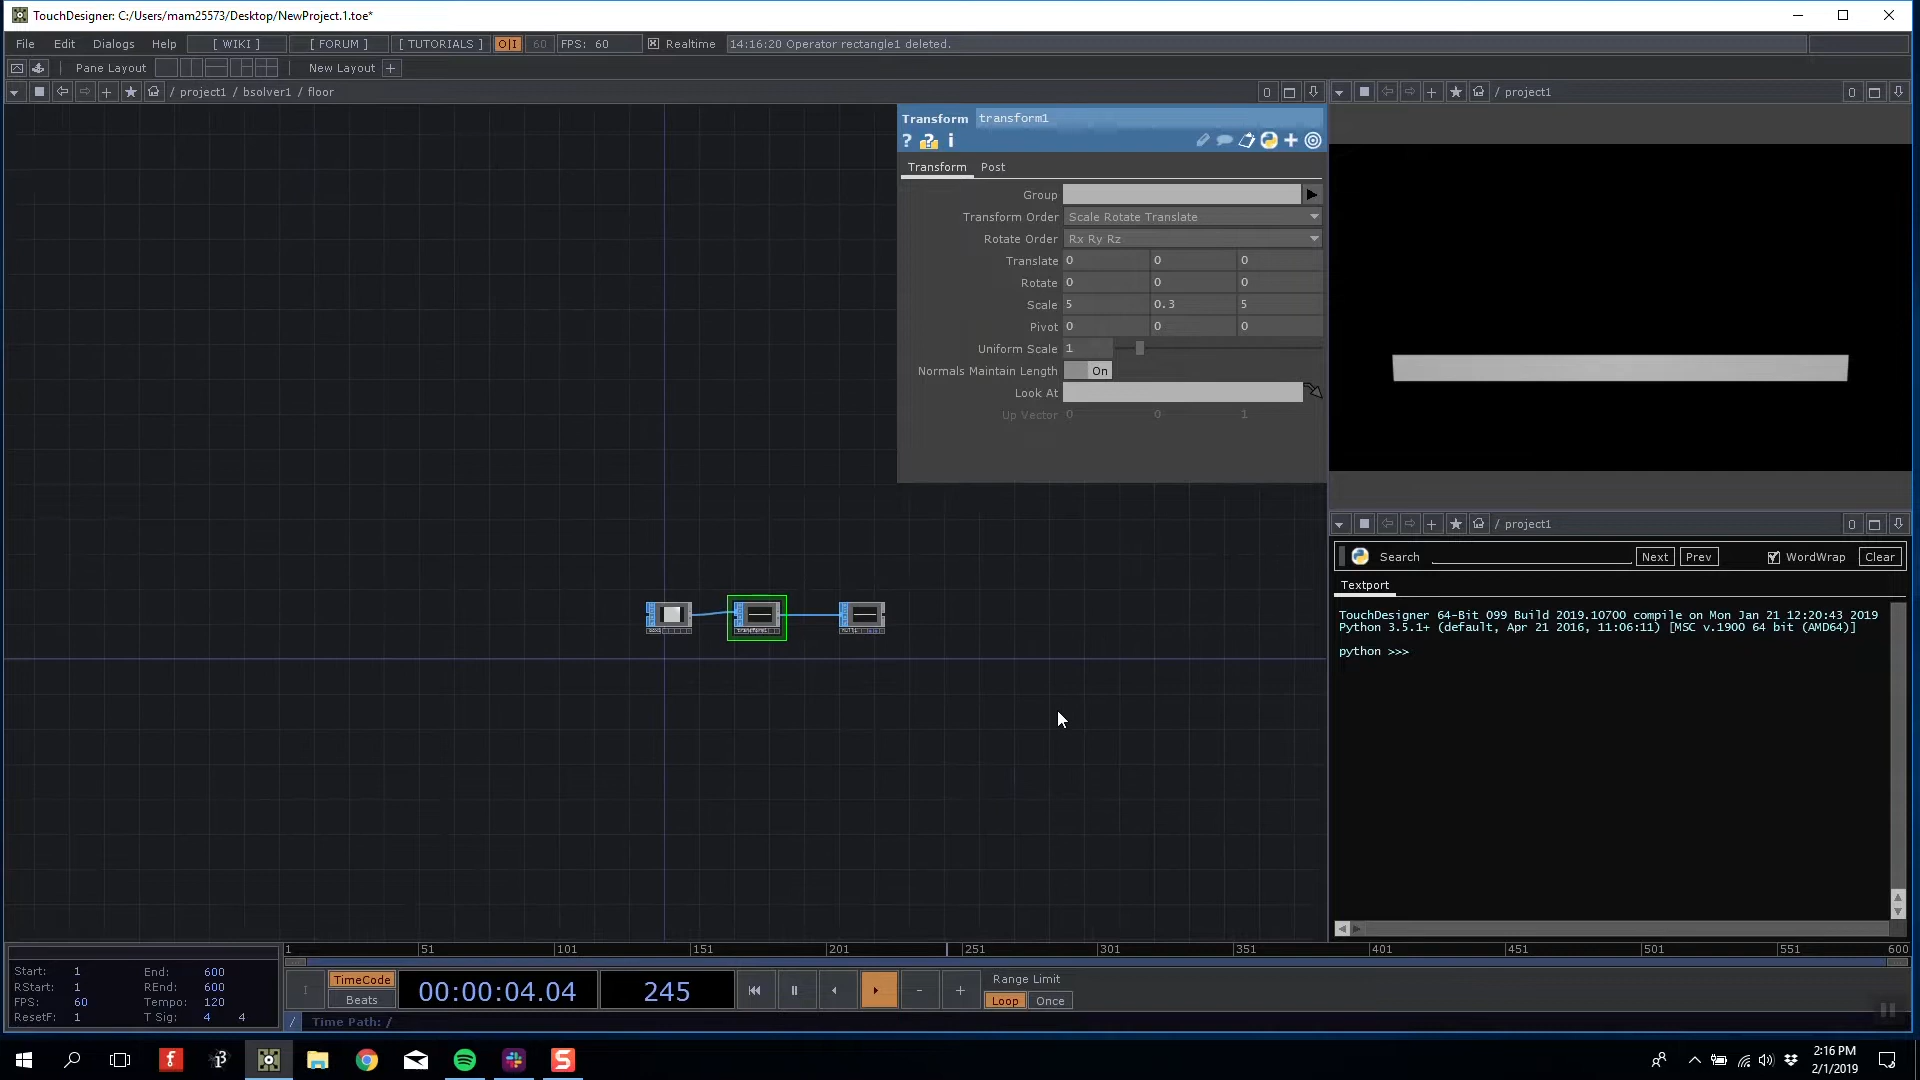 TouchDesigner: C:/Users/mam25573/Desktop/NewProject.1.toe*
File Edit Dialogs Help [ WIKI ] [ FORUM ] [ TUTORIALS ] O|I 60 FPS: 60 Realtime 14:16:20 Operator rectangle1 deleted.
Pane Layout New Layout +
/ project1 / bsolver1 / floor 0
/ project1 0
Transform transform1
? i
Transform Post
Group
Transform Order Scale Rotate Translate
Rotate Order Rx Ry Rz
Translate 0 0 0
Rotate 0 0 0
Scale 5 0.3 5
Pivot 0 0 0
Uniform Scale 1
Normals Maintain Length On
Look At
Up Vector 0 0 1
/ project1 0
Search Next Prev WordWrap Clear
Textport
TouchDesigner 64-Bit 099 Build 2019.10700 compile on Mon Jan 21 12:20:43 2019
Python 3.5.1+ (default, Apr 21 2016, 11:06:11) [MSC v.1900 64 bit (AMD64)]
python >>>
transform1
1 51 101 151 201 251 301 351 401 451 501 551 600
Start: 1 End: 600
RStart: 1 REnd: 600
FPS: 60 Tempo: 120
ResetF: 1 T Sig: 4 4
TimeCode
Beats
00:00:04.04
245
- +
Range Limit
Loop Once
/ Time Path: /
2:16 PM
2/1/2019